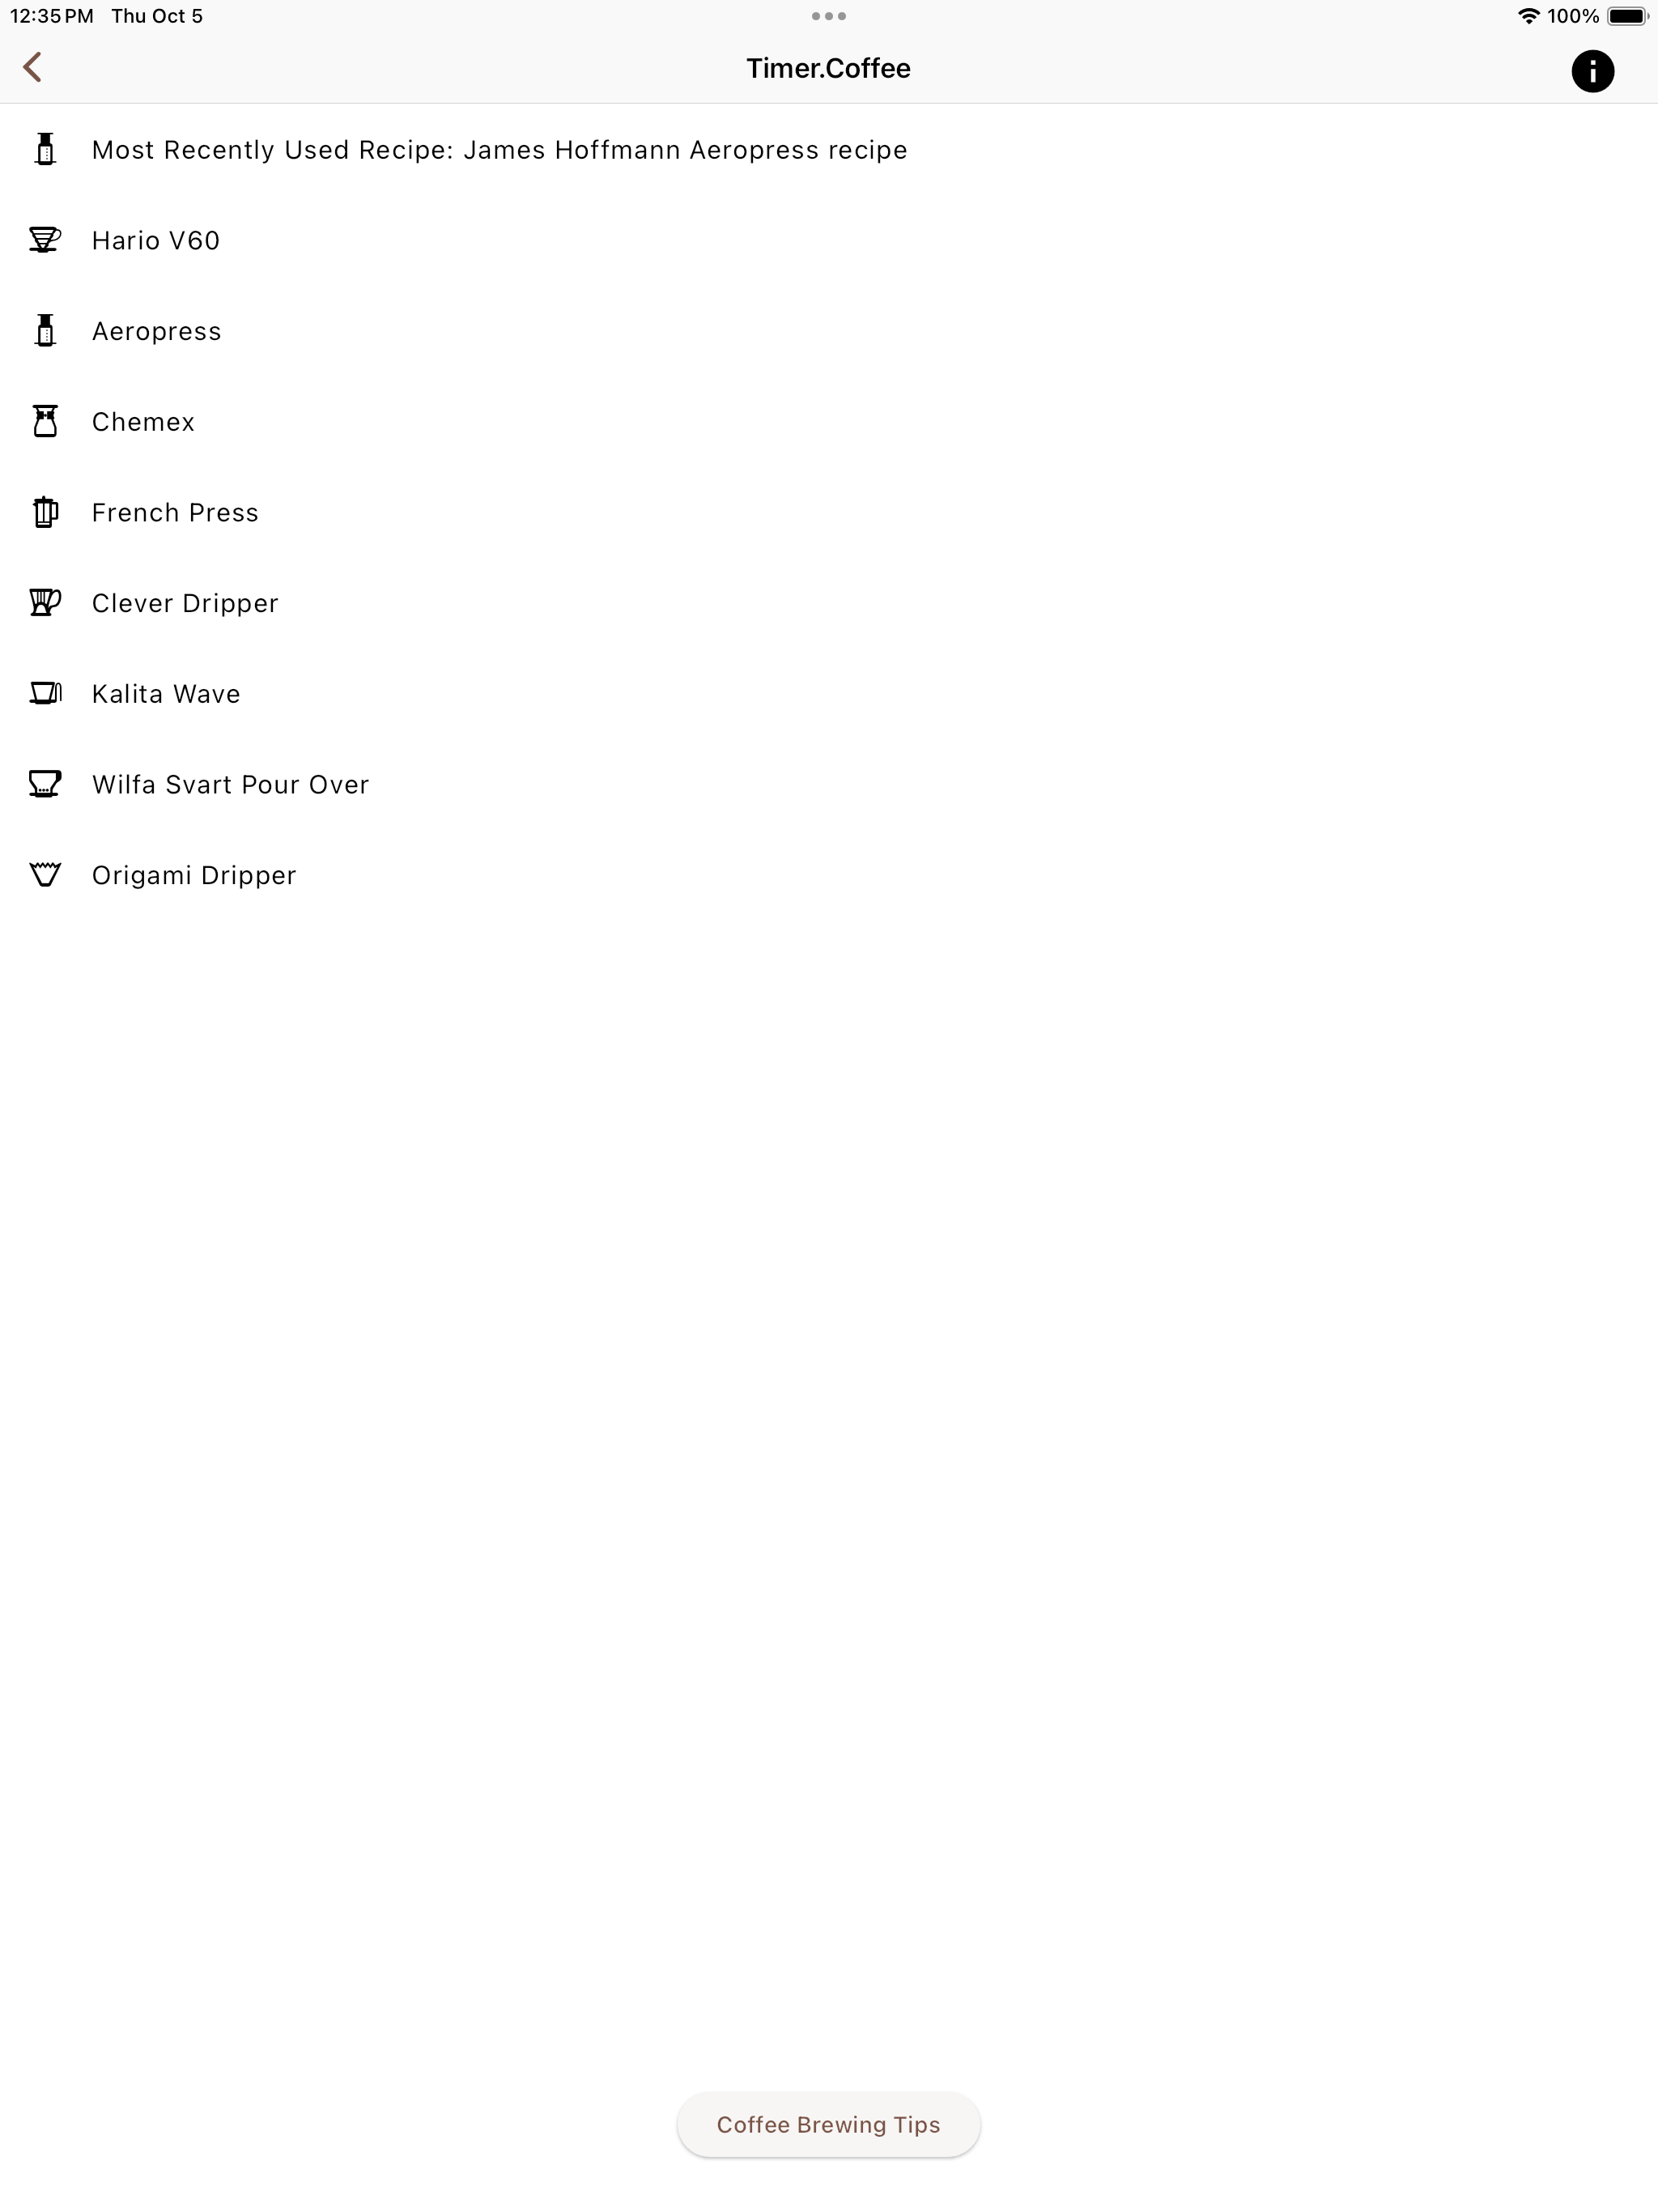 12:35 PM Thu Oct 5 100%
Timer.Coffee
Most Recently Used Recipe: James Hoffmann Aeropress recipe
Hario V60
Aeropress
Chemex
French Press
Clever Dripper
Kalita Wave
Wilfa Svart Pour Over
Origami Dripper
Coffee Brewing Tips